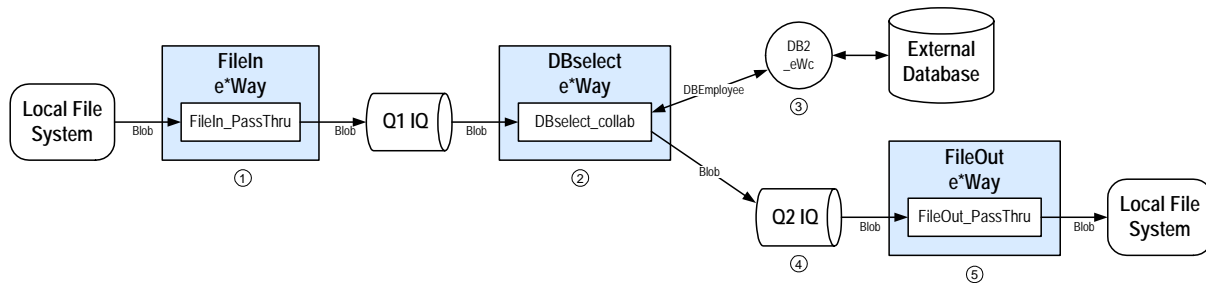 Local File
System
Blob
FileIn
e*Way
FileIn_PassThru
①
Blob
Q1 IQ
Blob
DBselect
e*Way
DBselect_collab
②
DBEmployee
DB2
_eWc
③
External
Database
Blob
Q2 IQ
④
Blob
FileOut
e*Way
FileOut_PassThru
⑤
Blob
Local File
System